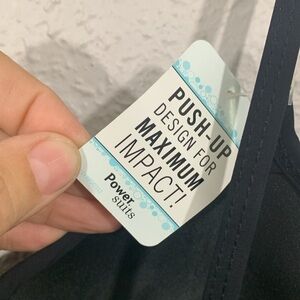 PUSH-UP
DESIGN FOR
MAXIMUM
IMPACT!
power
suits